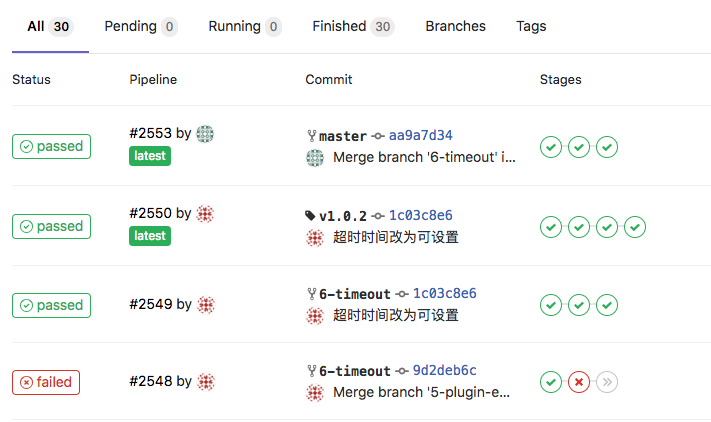 All 30 Pending 0 Running 0 Finished 30 Branches Tags
Status Pipeline Commit Stages
passed #2553 by master aa9a7d34
latest Merge branch '6-timeout' i...
passed #2550 by v1.0.2 1c03c8e6
latest 超时时间改为可设置
passed #2549 by 6-timeout 1c03c8e6
超时时间改为可设置
failed #2548 by 6-timeout 9d2deb6c
Merge branch '5-plugin-e...